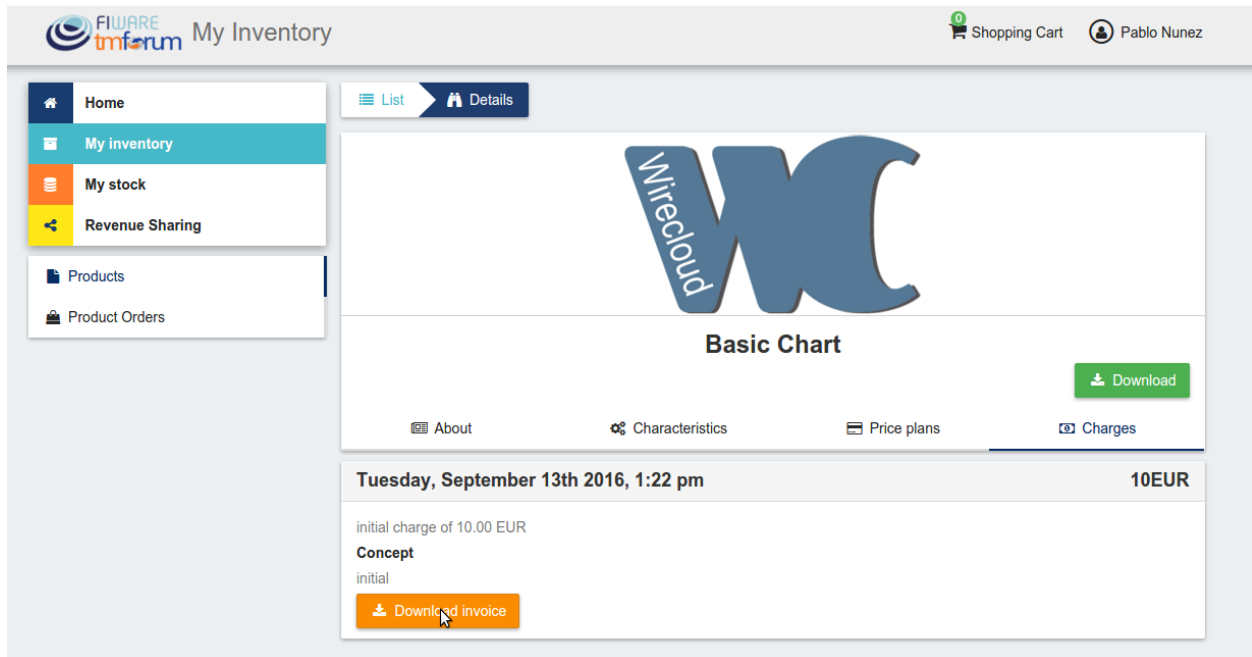 FIWARE
tmforum
My Inventory
0
Shopping Cart
Pablo Nunez
Home
My inventory
My stock
Revenue Sharing
Products
Product Orders
List
Details
Wirecloud
WC
Basic Chart
Download
About
Characteristics
Price plans
Charges
Tuesday, September 13th 2016, 1:22 pm
10EUR
initial charge of 10.00 EUR
Concept
initial
Download invoice